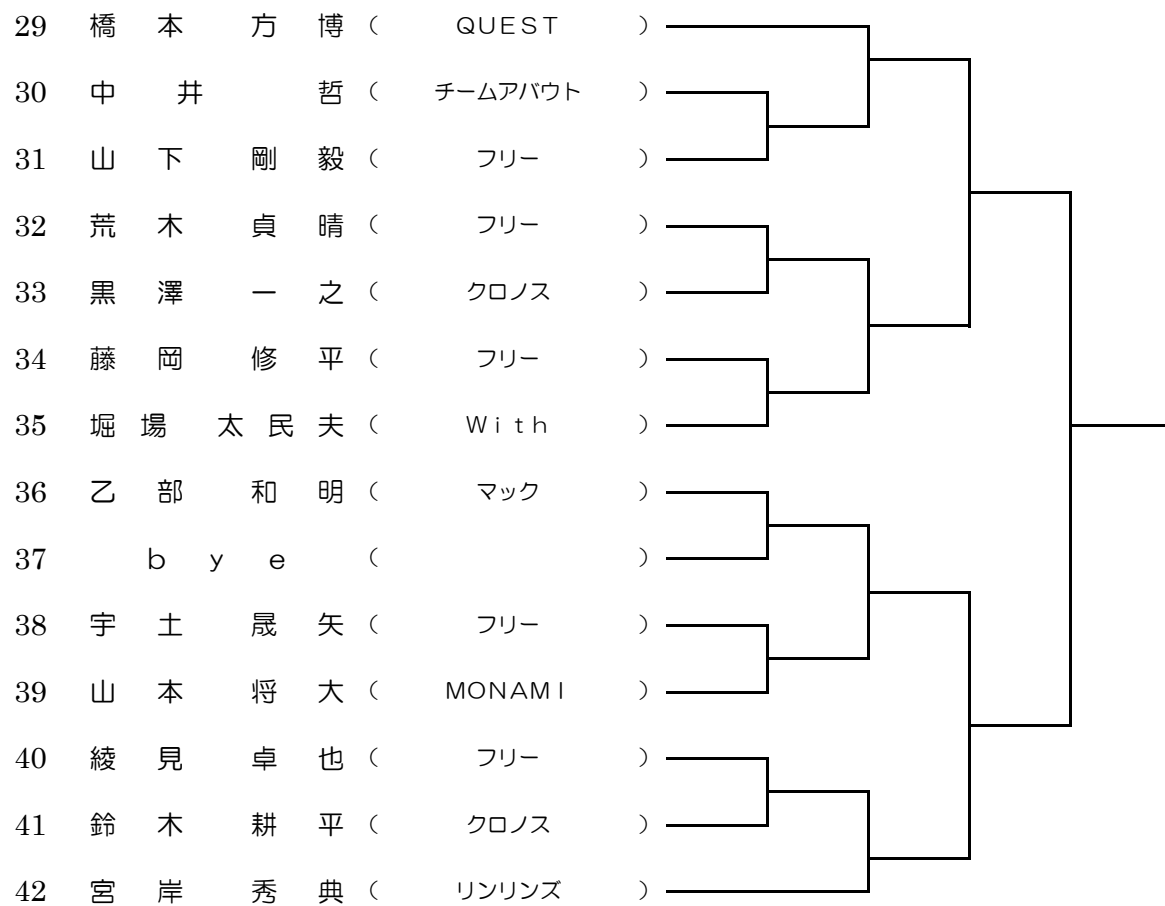 29 橋本 方博 ( QUEST )
30 中井 哲 ( チームアバウト )
31 山下 剛毅 ( フリー )
32 荒木 貞晴 ( フリー )
33 黒澤 一之 ( クロノス )
34 藤岡 修平 ( フリー )
35 堀場 太民夫 ( With )
36 乙部 和明 ( マック )
37 bye ( )
38 宇土 晟矢 ( フリー )
39 山本 将大 ( MONAMI )
40 綾見 卓也 ( フリー )
41 鈴木 耕平 ( クロノス )
42 宮岸 秀典 ( リンリンズ )